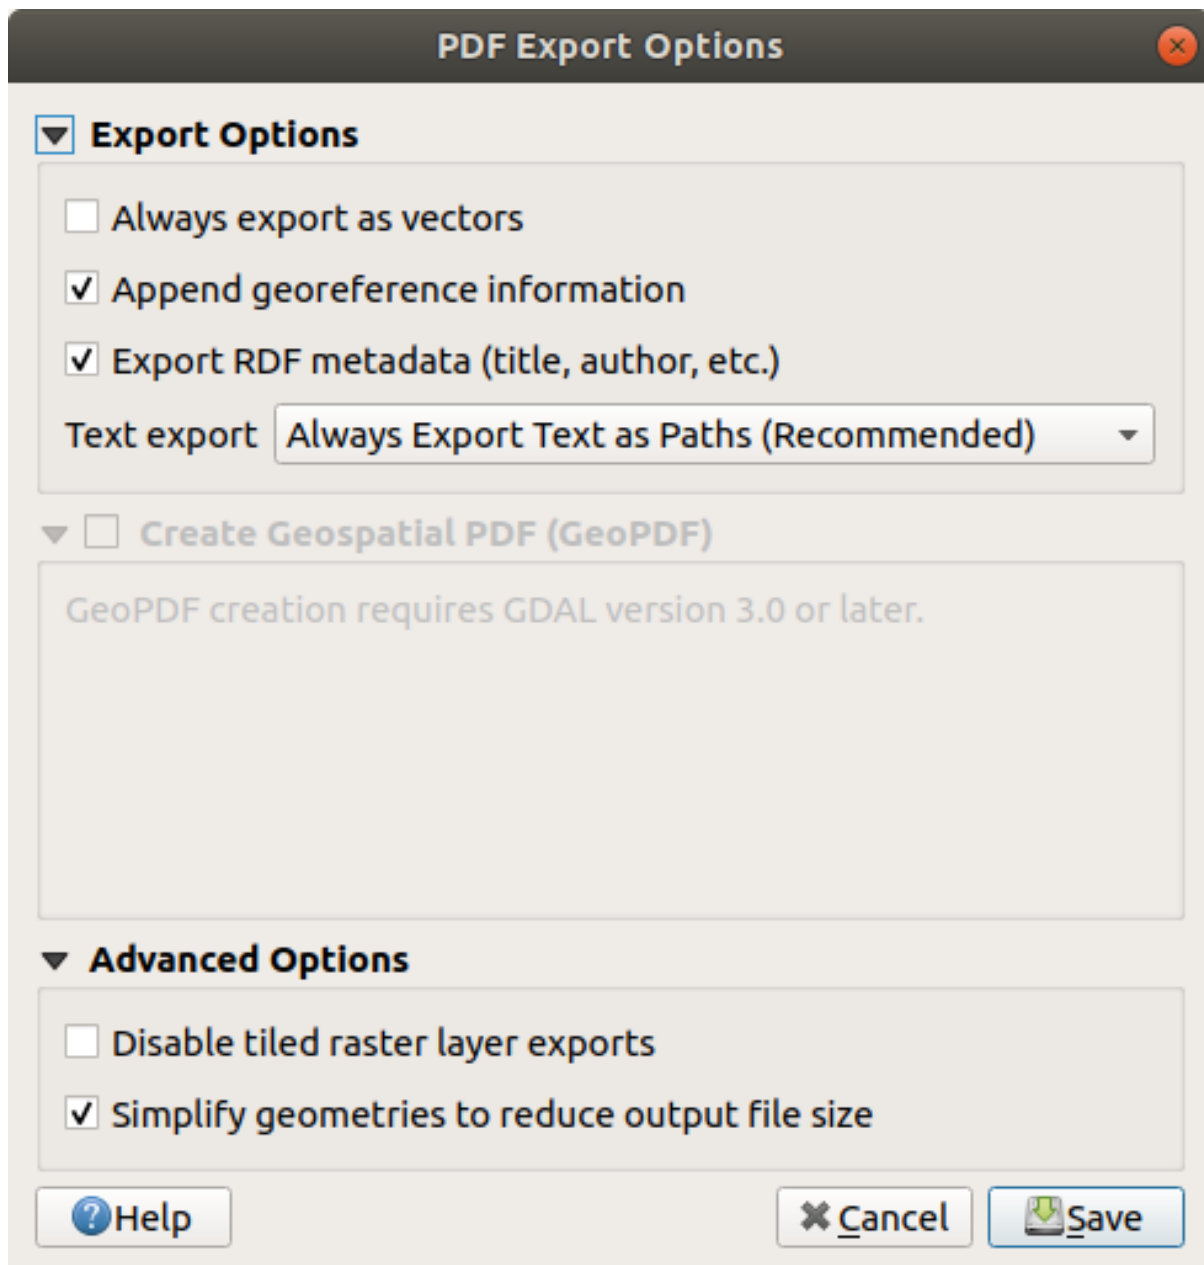 PDF Export Options
Export Options
Always export as vectors
Append georeference information
Export RDF metadata (title, author, etc.)
Text export Always Export Text as Paths (Recommended)
Create Geospatial PDF (GeoPDF)
GeoPDF creation requires GDAL version 3.0 or later.
Advanced Options
Disable tiled raster layer exports
Simplify geometries to reduce output file size
Help Cancel Save